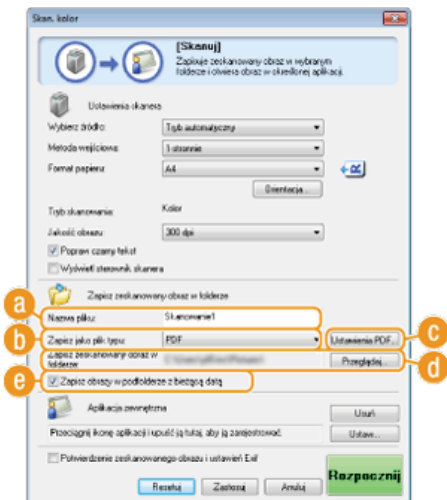 Skan. kolor
[Skanuj]
Zapisuje zeskanowany obraz w wybranym
folderze i otwiera obraz w określonej aplikacji.
Ustawienia skanera
Wybierz źródło: Tryb automatyczny
Metoda wejściowa: 1-stronnie
Format papieru: A4
Orientacja...
Tryb skanowania: Kolor
Jakość obrazu: 300 dpi
Popraw czarny tekst
Wyświetl sterownik skanera
Zapisz zeskanowany obraz w folderze
a Nazwa pliku: Skanowanie1
b Zapisz jako plik typu: PDF Ustawienia PDF... c
Zapisz zeskanowany obraz w
folderze: Przeglądaj... d
e Zapisz obrazy w podfolderze z bieżącą datą
Aplikacja zewnętrzna
Usuń
Przeciągnij ikonę aplikacji i upuść ją tutaj, aby ją zarejestrować. Ustaw...
Potwierdzenie zeskanowanego obrazu i ustawień Exif
Resetuj Zastosuj Anuluj Rozpocznij